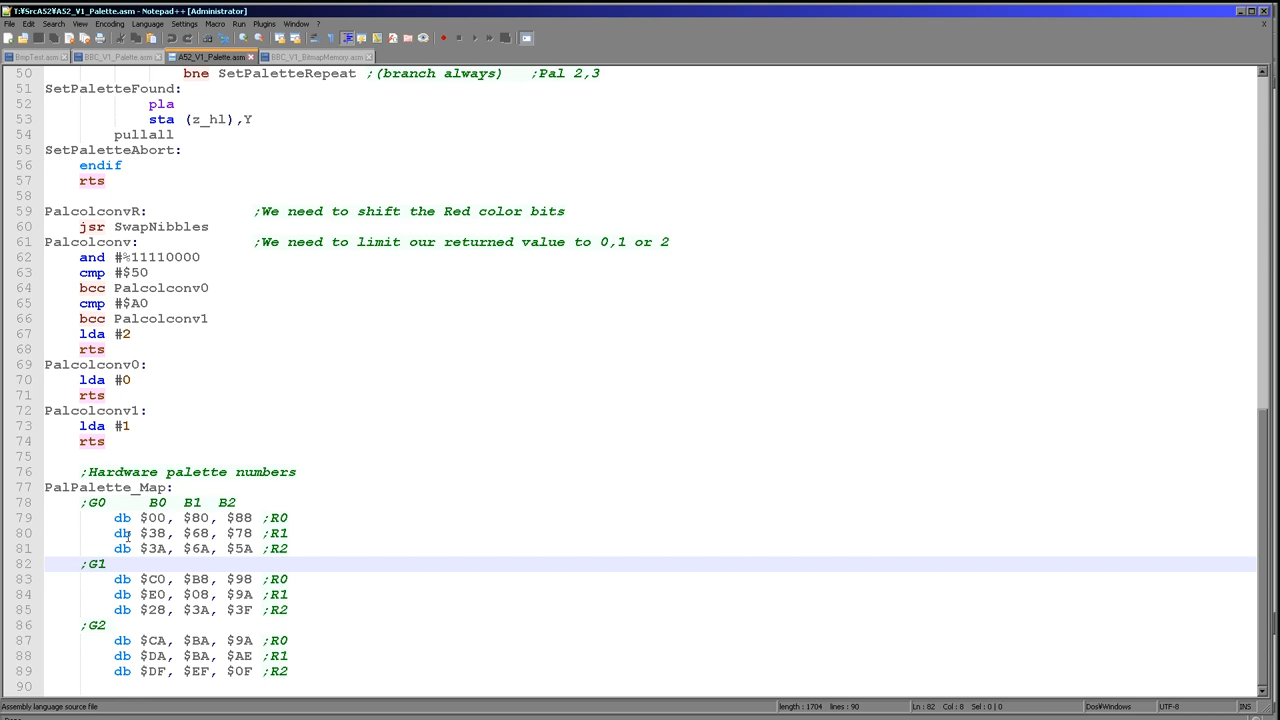 T:¥SrcA52¥A52_V1_Palette.asm - Notepad++ [Administrator]
File Edit Search View Encoding Language Settings Macro Run Plugins Window ?
X
BmpTest.asm BBC_V1_Palette.asm A52_V1_Palette.asm BBC_V1_BitmapMemory.asm
50 bne SetPaletteRepeat ;(branch always) ;Pal 2,3
51 SetPaletteFound:
52 pla
53 sta (z_hl),Y
54 pullall
55 SetPaletteAbort:
56 endif
57 rts
58
59 PalcolconvR: ;We need to shift the Red color bits
60 jsr SwapNibbles
61 Palcolconv: ;We need to limit our returned value to 0,1 or 2
62 and #%11110000
63 cmp #$50
64 bcc Palcolconv0
65 cmp #$A0
66 bcc Palcolconv1
67 lda #2
68 rts
69 Palcolconv0:
70 lda #0
71 rts
72 Palcolconv1:
73 lda #1
74 rts
75
76 ;Hardware palette numbers
77 PalPalette_Map:
78 ;G0 B0 B1 B2
79 db $00, $80, $88 ;R0
80 db $38, $68, $78 ;R1
81 db $3A, $6A, $5A ;R2
82 ;G1
83 db $C0, $B8, $98 ;R0
84 db $E0, $08, $9A ;R1
85 db $28, $3A, $3F ;R2
86 ;G2
87 db $CA, $BA, $9A ;R0
88 db $DA, $BA, $AE ;R1
89 db $DF, $EF, $0F ;R2
90
Assembly language source file length : 1704 lines : 90 Ln : 82 Col : 8 Sel : 0 | 0 Dos¥Windows UTF-8 INS